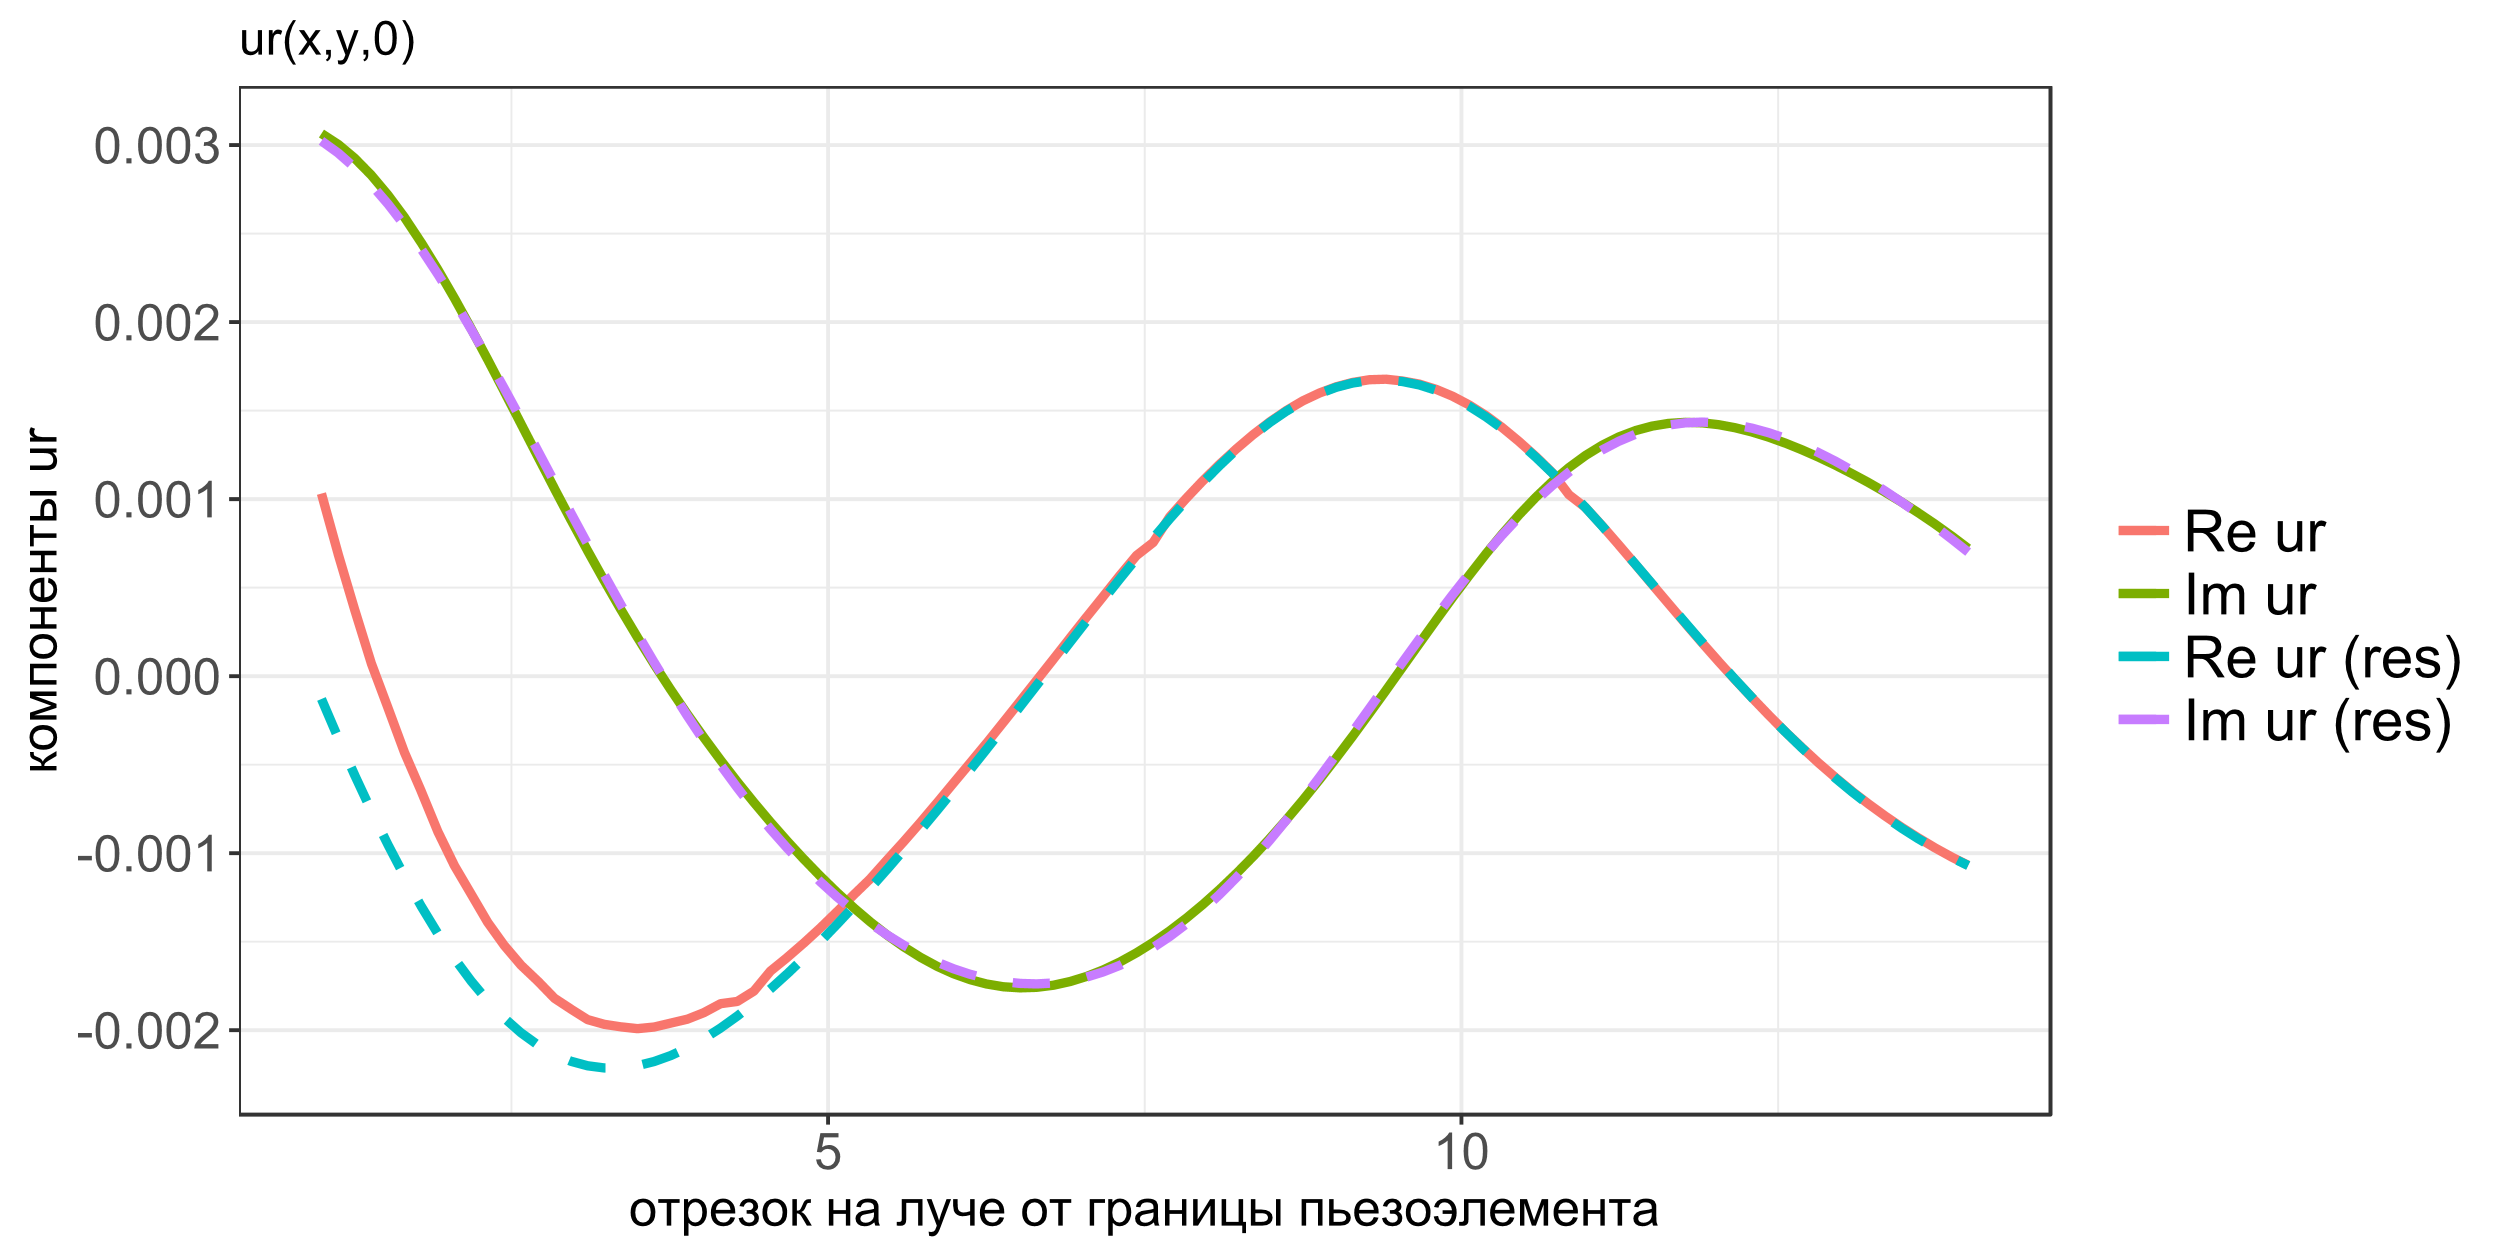 ur(x,y,0)
компоненты ur
0.003
0.002
0.001
0.000
-0.001
-0.002
5
10
отрезок на луче от гранищы пьезоэлемента
Re ur
Im ur
Re ur (res)
Im ur (res)